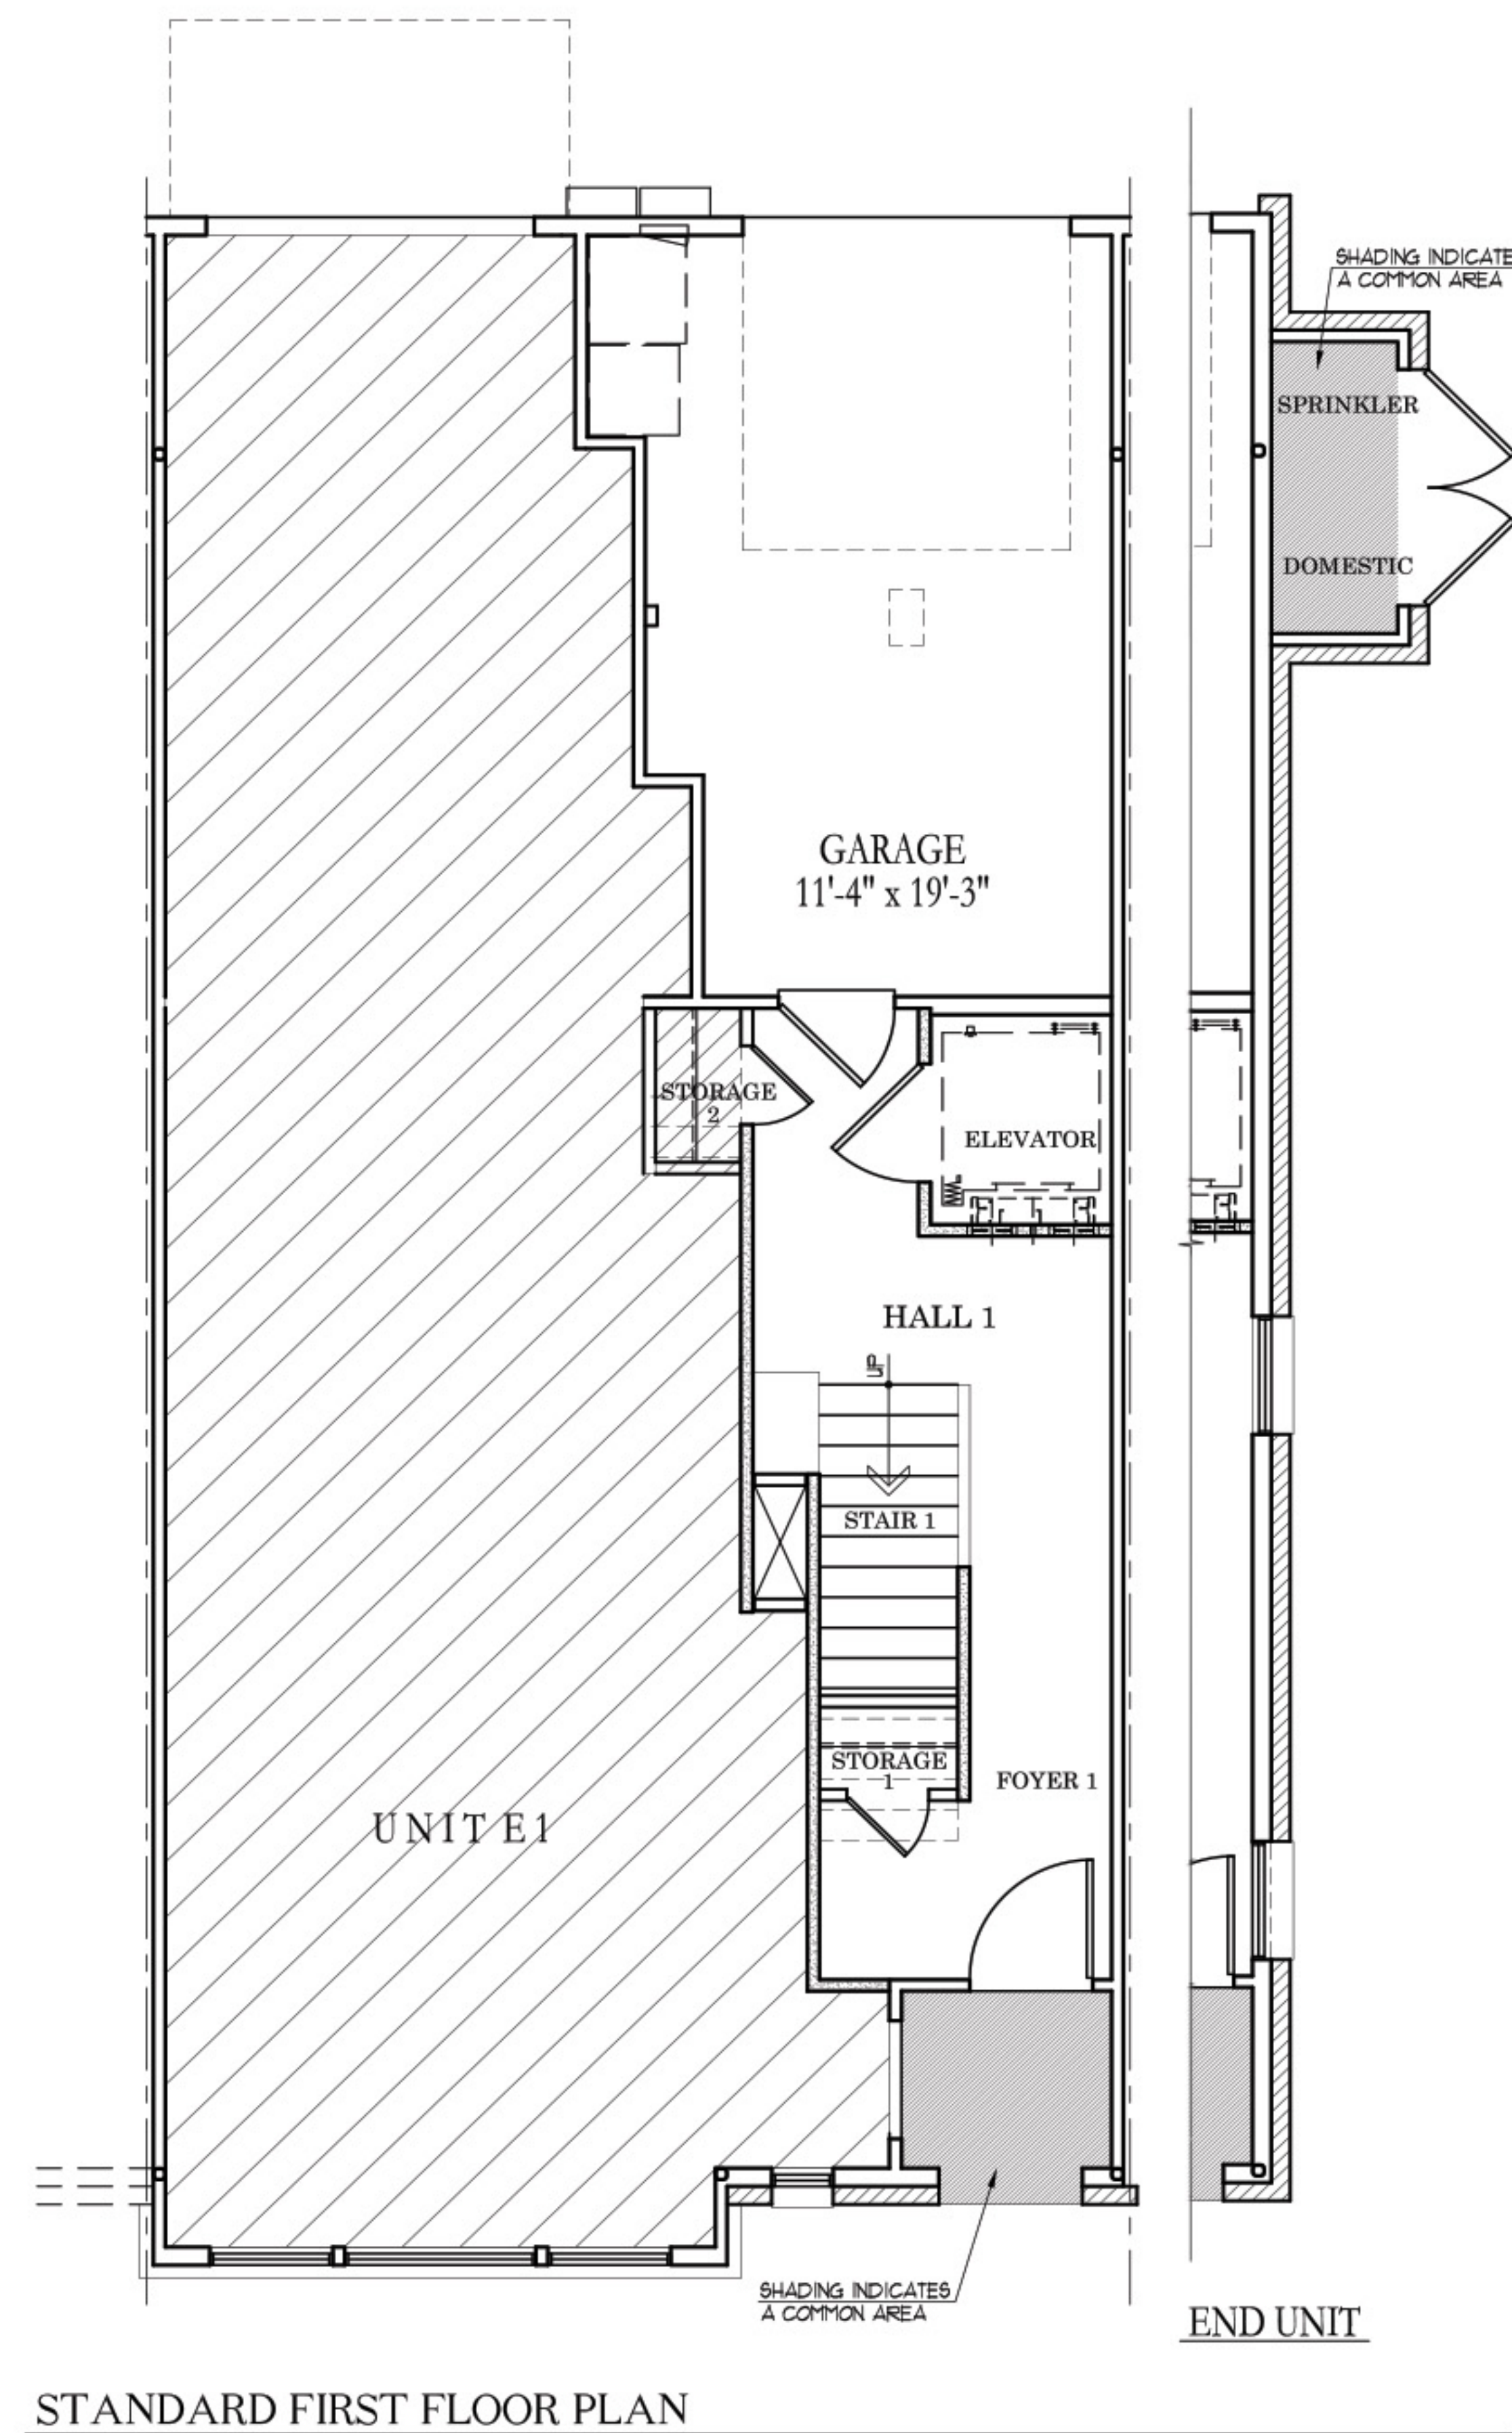 SHADING INDICATE
A COMMON AREA
SPRINKLER
DOMESTIC
GARAGE
11'-4" x 19'-3"
STORAGE
2
ELEVATOR
HALL 1
UP
STAIR 1
STORAGE
1
FOYER 1
UNIT E1
SHADING INDICATES
A COMMON AREA
END UNIT
STANDARD FIRST FLOOR PLAN